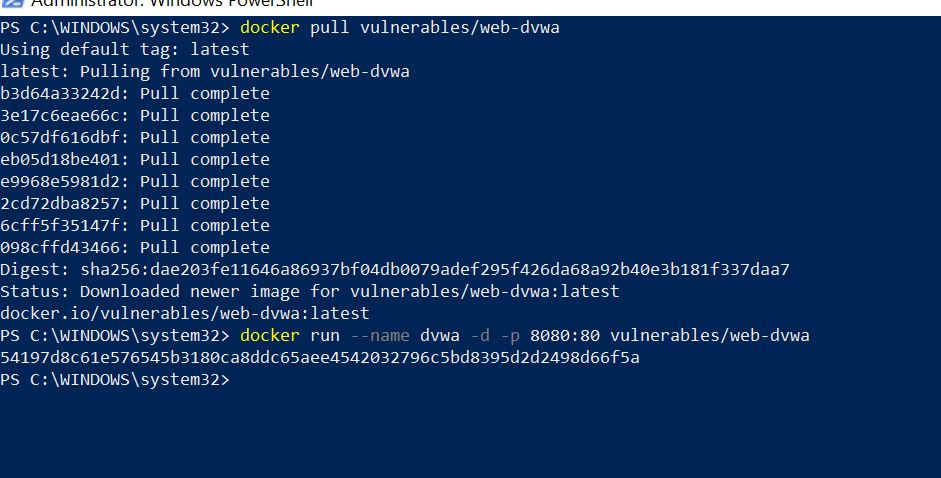 Administrator: Windows PowerShell
PS C:\WINDOWS\system32> docker pull vulnerables/web-dvwa
Using default tag: latest
latest: Pulling from vulnerables/web-dvwa
b3d64a33242d: Pull complete
3e17c6eae66c: Pull complete
0c57df616dbf: Pull complete
eb05d18be401: Pull complete
e9968e5981d2: Pull complete
2cd72dba8257: Pull complete
6cff5f35147f: Pull complete
098cffd43466: Pull complete
Digest: sha256:dae203fe11646a86937bf04db0079adef295f426da68a92b40e3b181f337daa7
Status: Downloaded newer image for vulnerables/web-dvwa:latest
docker.io/vulnerables/web-dvwa:latest
PS C:\WINDOWS\system32> docker run --name dvwa -d -p 8080:80 vulnerables/web-dvwa
54197d8c61e576545b3180ca8ddc65aee4542032796c5bd8395d2d2498d66f5a
PS C:\WINDOWS\system32>